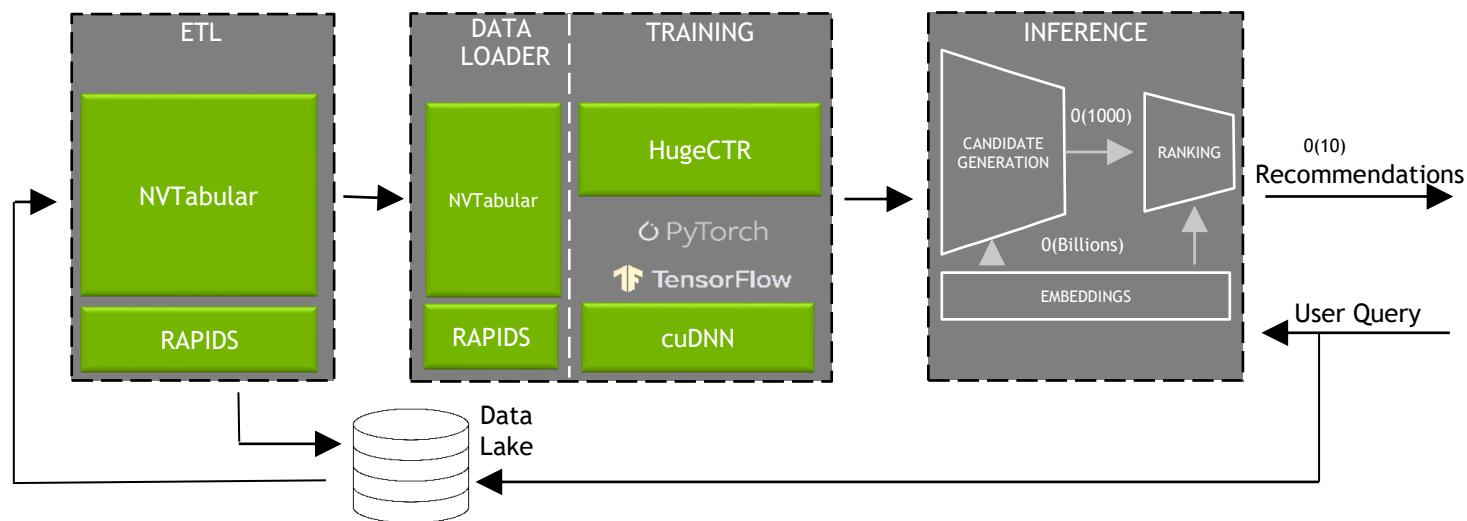 ETL
NVTabular
RAPIDS
DATA
LOADER
NVTabular
RAPIDS
TRAINING
HugeCTR
PyTorch
TensorFlow
cuDNN
INFERENCE
CANDIDATE
GENERATION
0(1000)
RANKING
0(Billions)
EMBEDDINGS
0(10)
Recommendations
User Query
Data
Lake